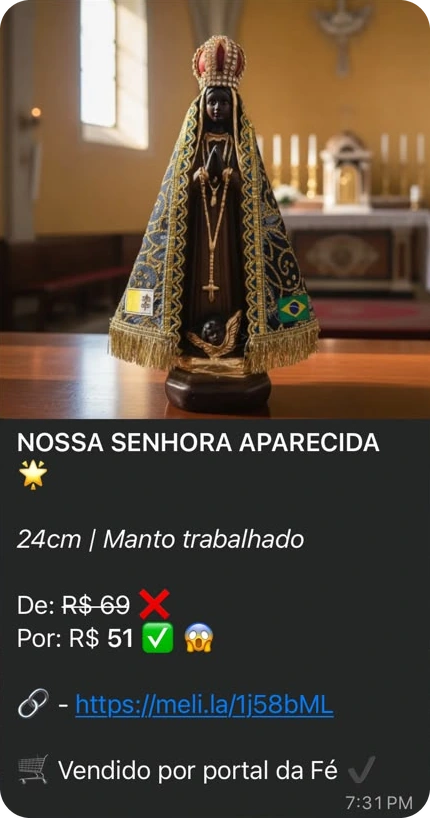 NOSSA SENHORA APARECIDA
🌟
24cm | Manto trabalhado
De: R$ 69 ❌
Por: R$ 51 ✅ 😱
🔗 - https://meli.la/1j58bML
🛒 Vendido por portal da Fé ✔️
7:31 PM